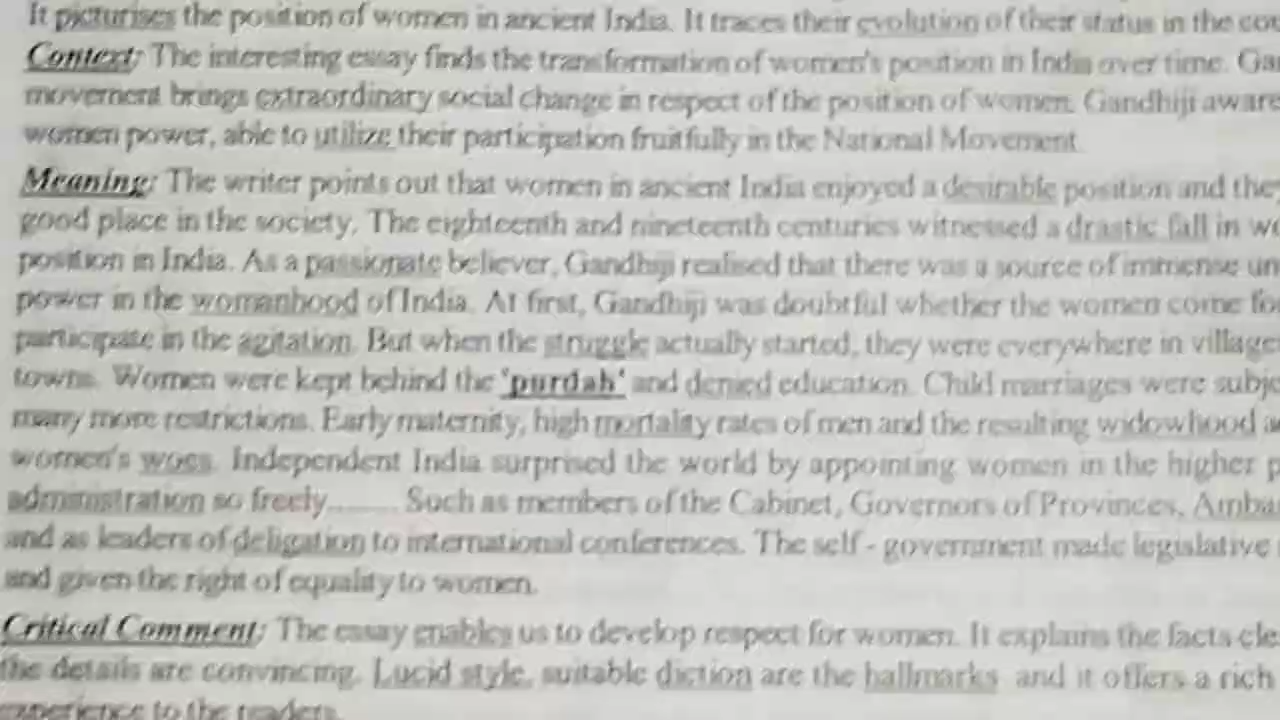 It picturises the position of women in ancient India. It traces their evolution of their status in the
Context: The interesting essay finds the transformation of women's position in India over time.
movement brings extraordinary social change in respect of the position of women. Gandhiji aware
women power, able to utilize their participation fruitfully in the National Movement.
Meaning: The writer points out that women in ancient India enjoyed a desirable position and
good place in the society. The eighteenth and nineteenth centuries witnessed a drastic fall in
position in India. As a passionate believer, Gandhiji realised that there was a source of immense
power in the womanhood of India. At first, Gandhiji was doubtful whether the women come
participate in the agitation. But when the struggle actually started, they were everywhere in
towns. Women were kept behind the 'purdah' and denied education. Child marriages were
many more restrictions. Early maternity, high mortality rates of men and the resulting widowhood
women's woes. Independent India surprised the world by appointing women in the higher
administration so freely......... Such as members of the Cabinet, Governors of Provinces,
and as leaders of deligation to international conferences. The self - government made legislative
and given the right of equality to women.
Critical Comment: The essay enables us to develop respect for women. It explains the facts
the details are convincing. Lucid style, suitable diction are the hallmarks and it offers a rich
experience to the readers.